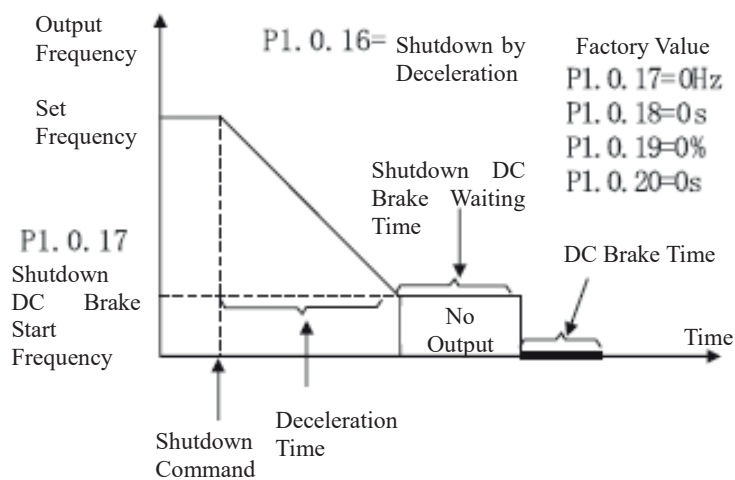 Output
Frequency
P1. 0. 16= Shutdown by
Deceleration
Factory Value
P1. 0. 17=0Hz
P1. 0. 18=0s
P1. 0. 19=0%
P1. 0. 20=0s
Set
Frequency
Shutdown DC
Brake Waiting
Time
P1. 0. 17
Shutdown
DC Brake
Start
Frequency
DC Brake Time
No
Output
Time
Deceleration
Time
Shutdown
Command